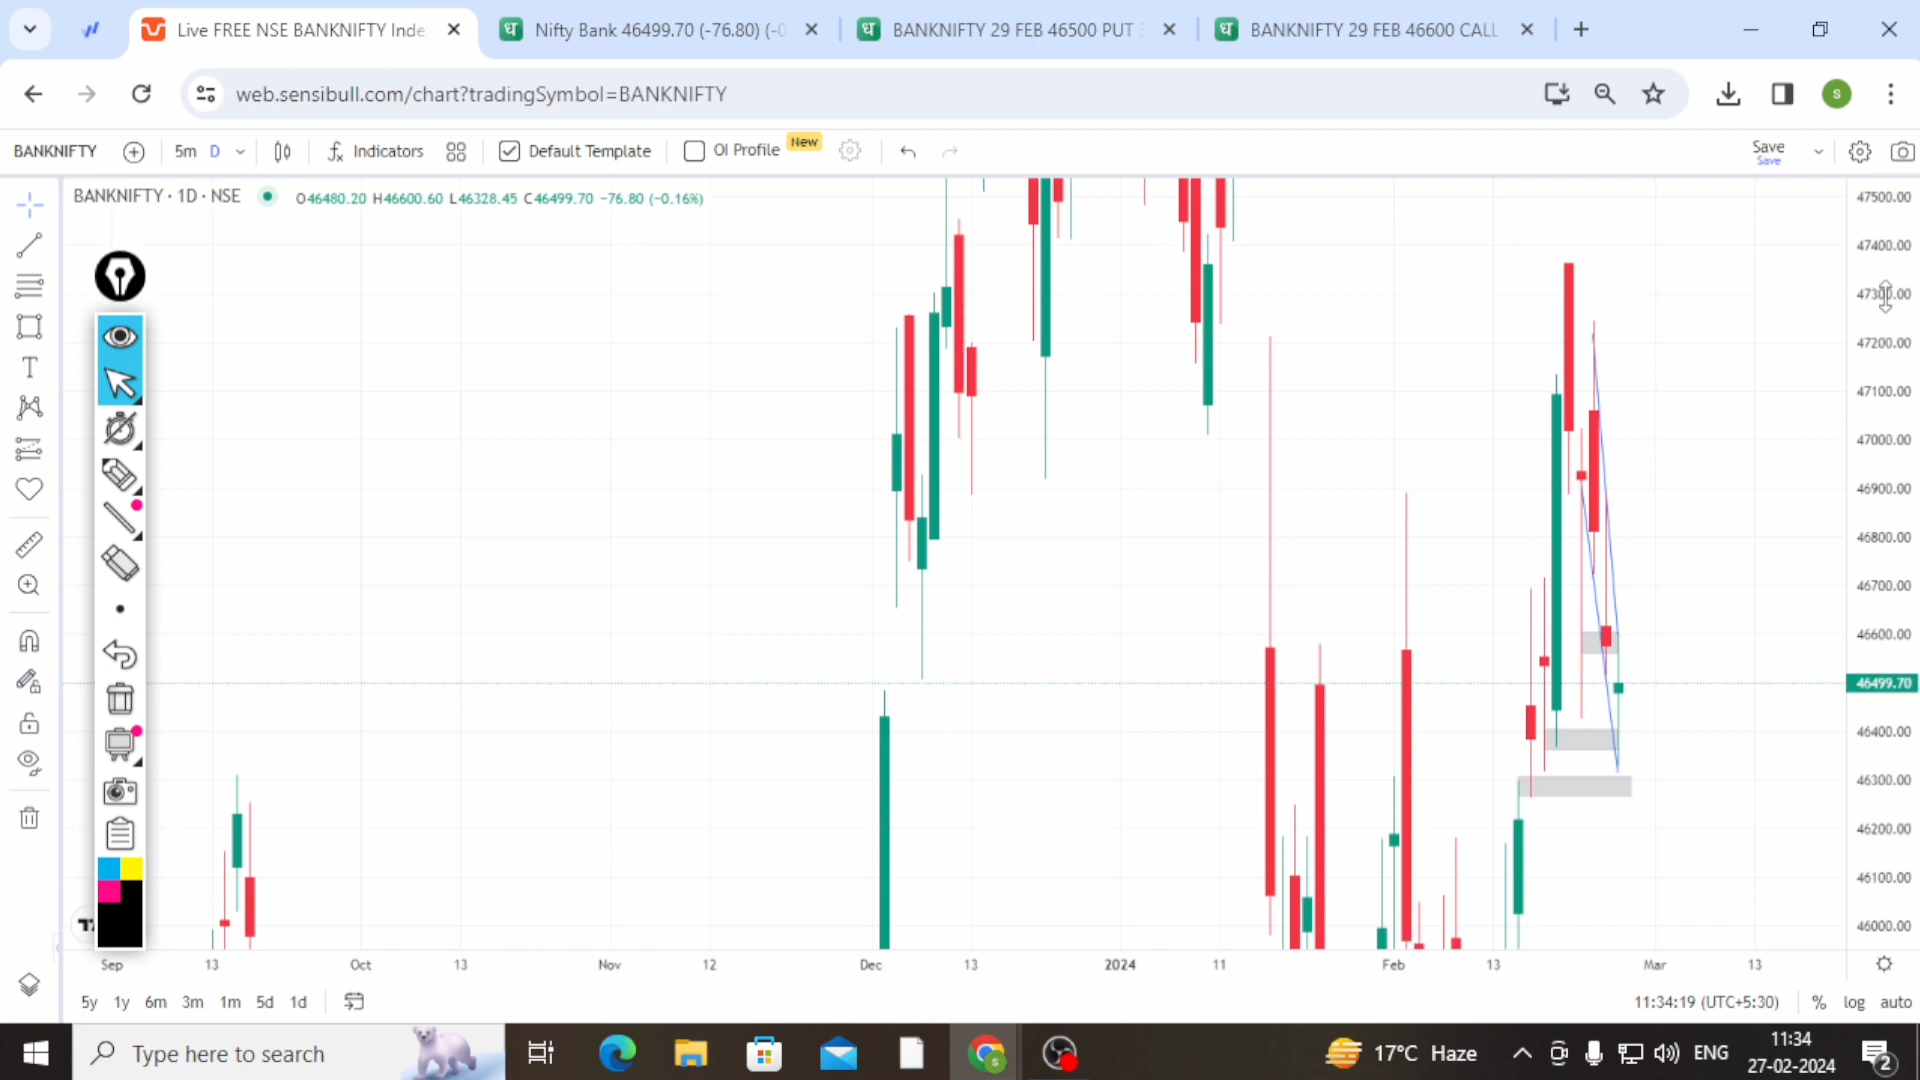 Live FREE NSE BANKNIFTY Inde
Nifty Bank 46499.70 (-76.80) (-0
BANKNIFTY 29 FEB 46500 PUT
BANKNIFTY 29 FEB 46600 CALL
web.sensibull.com/chart?tradingSymbol=BANKNIFTY
S
BANKNIFTY
5m D
Indicators
Default Template
OI Profile
New
Save
Save
BANKNIFTY · 1D · NSE
O46480.20 H46600.60 L46328.45 C46499.70 −76.80 (−0.16%)
47500.00
47400.00
47300.00
47200.00
47100.00
47000.00
46900.00
46800.00
46700.00
46600.00
46499.70
46400.00
46300.00
46200.00
46100.00
46000.00
Sep 13 Oct 13 Nov 12 Dec 13 2024 11 Feb 13 Mar 13
5y 1y 6m 3m 1m 5d 1d
11:34:19 (UTC+5:30) % log auto
Type here to search
17°C Haze
ENG
11:34
27-02-2024
2